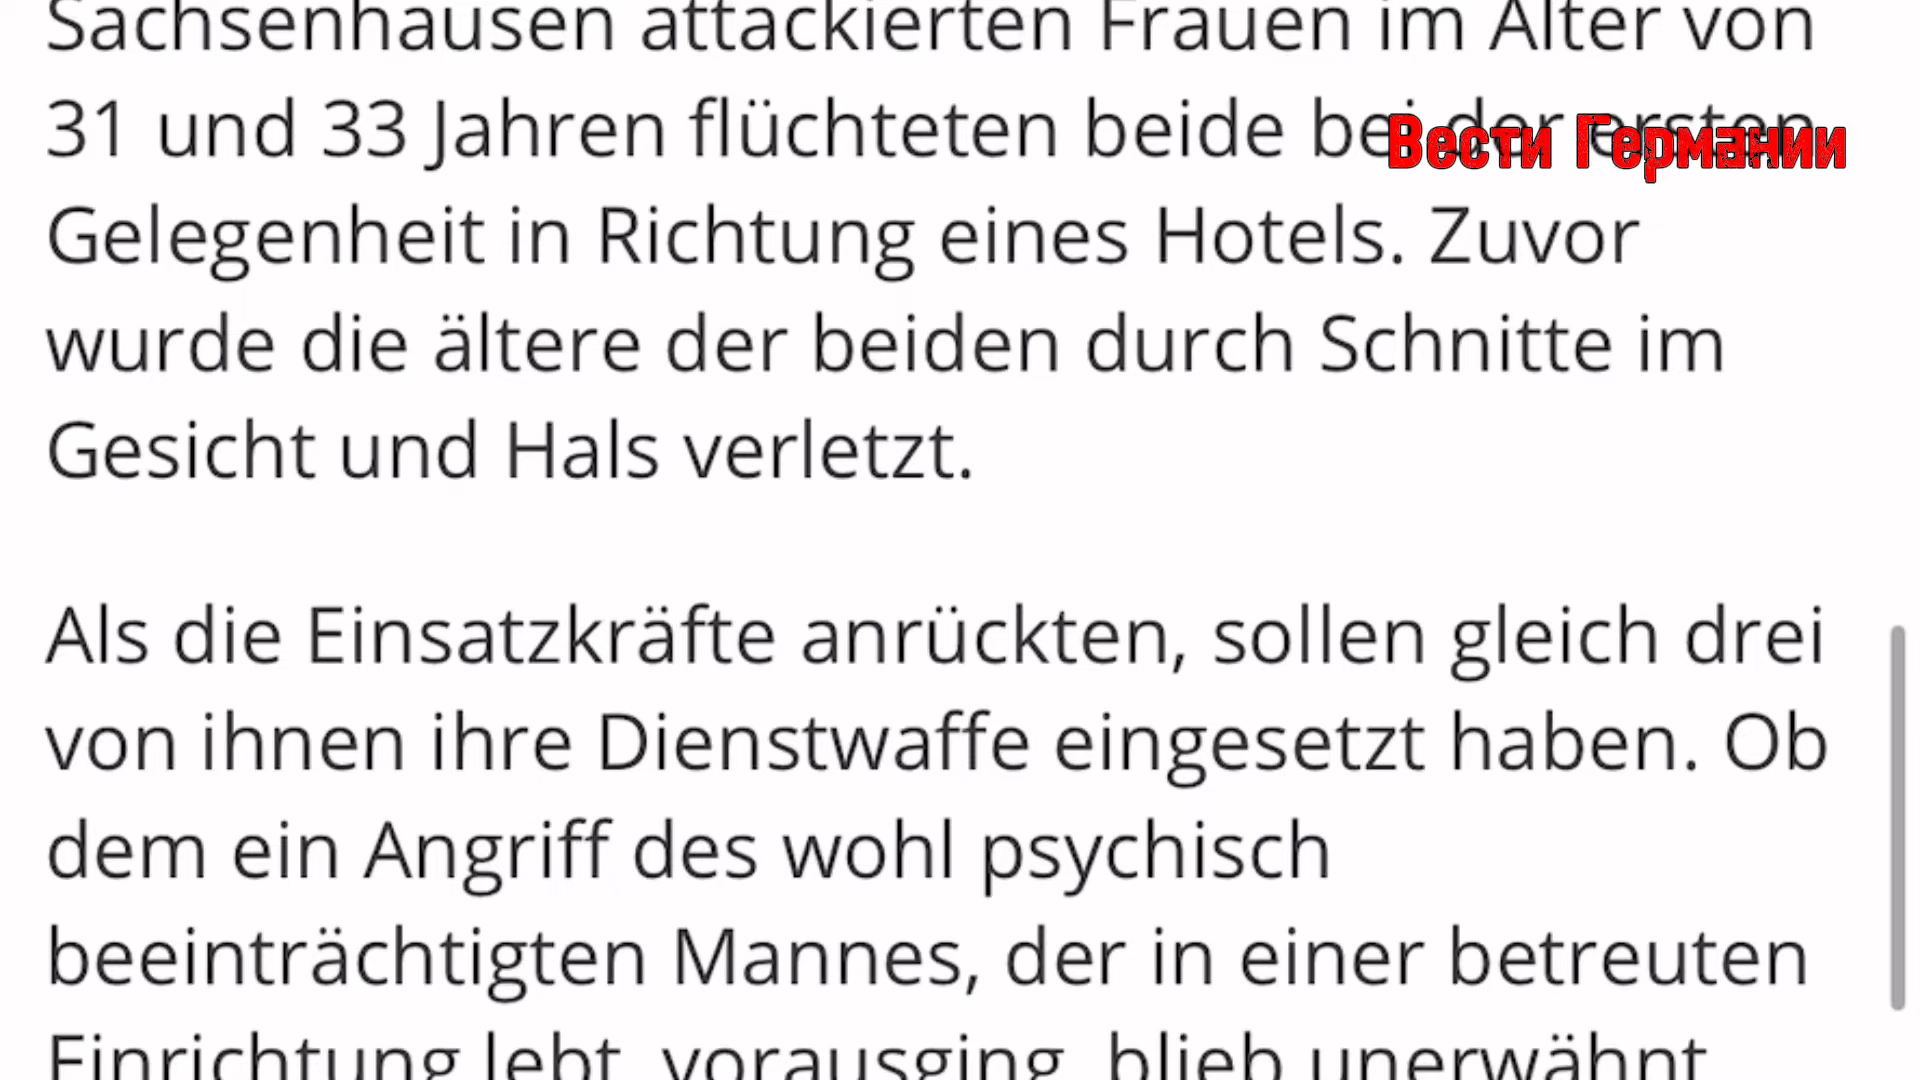 Sachsenhausen attackierten Frauen im Alter von
31 und 33 Jahren flüchteten beide bei der ersten
Вести Германии
Gelegenheit in Richtung eines Hotels. Zuvor
wurde die ältere der beiden durch Schnitte im
Gesicht und Hals verletzt.
Als die Einsatzkräfte anrückten, sollen gleich drei
von ihnen ihre Dienstwaffe eingesetzt haben. Ob
dem ein Angriff des wohl psychisch
beeinträchtigten Mannes, der in einer betreuten
Einrichtung lebt, vorausging, blieb unerwähnt